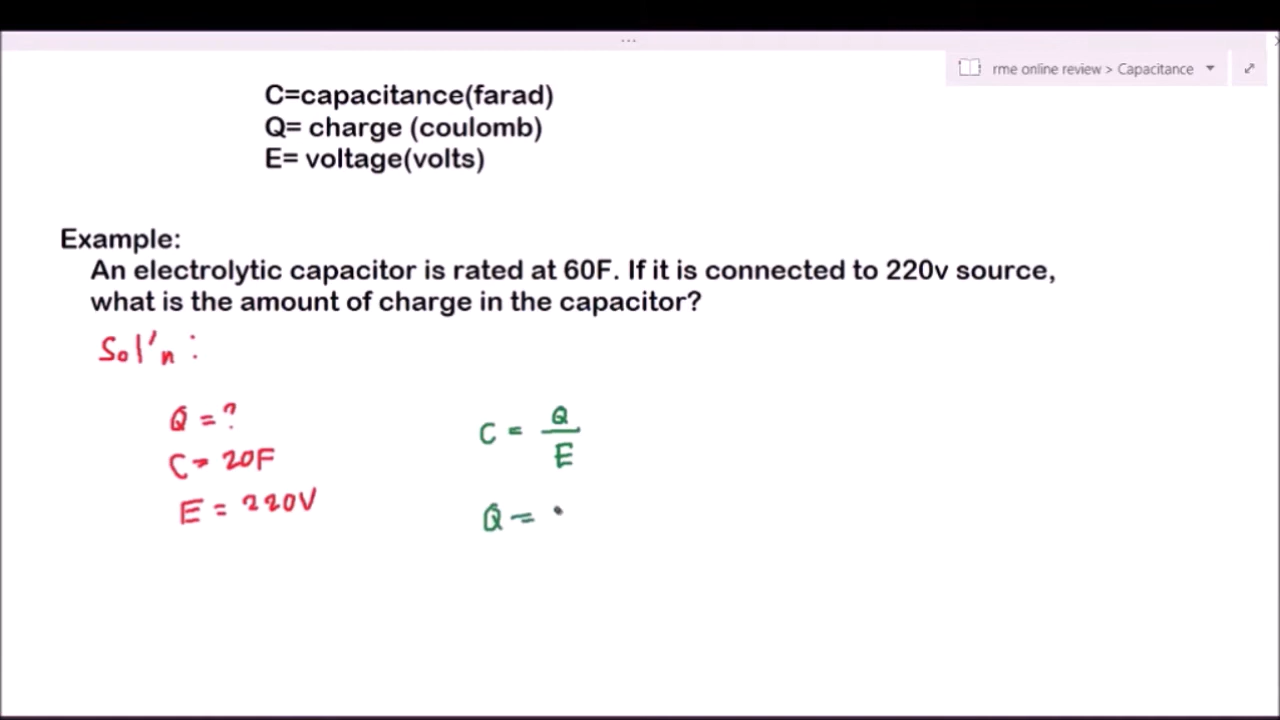 ...
rme online review > Capacitance
C=capacitance(farad)
Q= charge (coulomb)
E= voltage(volts)
Example:
An electrolytic capacitor is rated at 60F. If it is connected to 220v source,
what is the amount of charge in the capacitor?
Sol'n :
Q = ?
C = 20F
E = 220V
C = Q
E
Q =